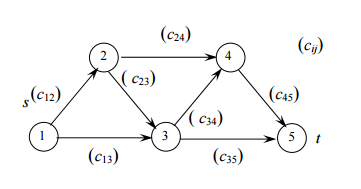 (c24)
(cij)
2
4
(c23)
s (c12)
(c45)
(c34)
1
3
5
t
(c13)
(c35)